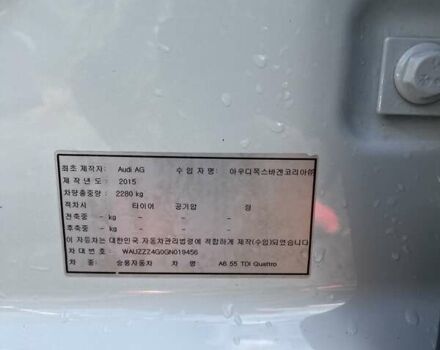 최초 제작자: Audi AG 수 입 자 명: 아우디폭스바겐코리아㈜
제 작 년 도: 2015
차량총중량: 2280 kg
적차시 타이어 공기압 림
전축중 - kg - - -
후축중 - kg - - -
이 자동차는 대한민국 자동차관리법령에 적합하게 제작(수입)되었습니다
차 대 번 호: WAUZZZ4G0GN019456
차 종: 승용자동차 차 명: A6 55 TDI Quattro